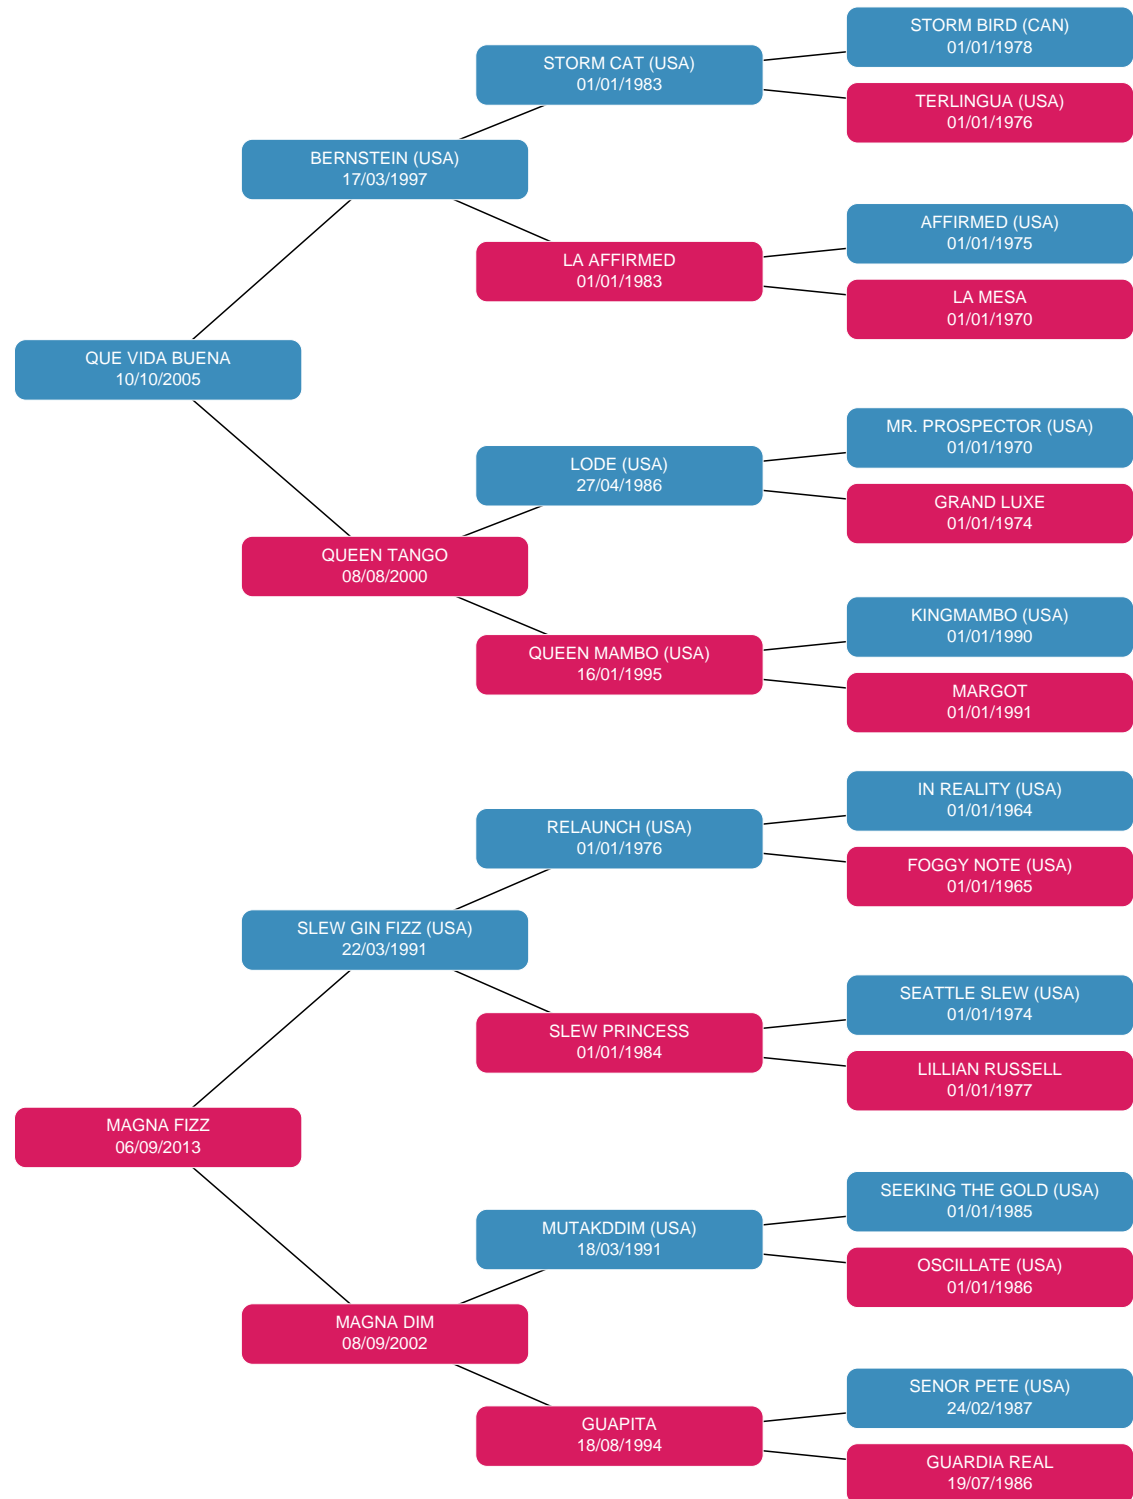 STORM BIRD (CAN)
01/01/1978
STORM CAT (USA)
01/01/1983
TERLINGUA (USA)
01/01/1976
BERNSTEIN (USA)
17/03/1997
AFFIRMED (USA)
01/01/1975
LA AFFIRMED
01/01/1983
LA MESA
01/01/1970
QUE VIDA BUENA
10/10/2005
MR. PROSPECTOR (USA)
01/01/1970
LODE (USA)
27/04/1986
GRAND LUXE
01/01/1974
QUEEN TANGO
08/08/2000
KINGMAMBO (USA)
01/01/1990
QUEEN MAMBO (USA)
16/01/1995
MARGOT
01/01/1991
IN REALITY (USA)
01/01/1964
RELAUNCH (USA)
01/01/1976
FOGGY NOTE (USA)
01/01/1965
SLEW GIN FIZZ (USA)
22/03/1991
SEATTLE SLEW (USA)
01/01/1974
SLEW PRINCESS
01/01/1984
LILLIAN RUSSELL
01/01/1977
MAGNA FIZZ
06/09/2013
SEEKING THE GOLD (USA)
01/01/1985
MUTAKDDIM (USA)
18/03/1991
OSCILLATE (USA)
01/01/1986
MAGNA DIM
08/09/2002
SENOR PETE (USA)
24/02/1987
GUAPITA
18/08/1994
GUARDIA REAL
19/07/1986